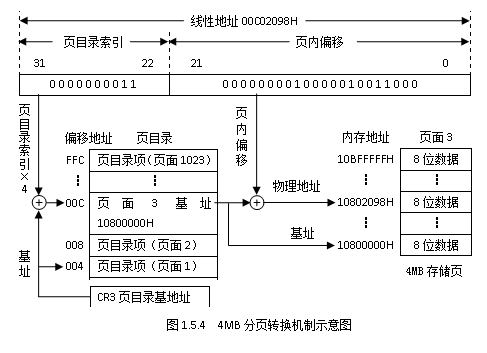 线性地址 00C02098H
页目录索引
页内偏移
31
22
21
0
0000000011
0000000010000010011000
页目录索引×4
页内偏移
偏移地址
页目录
内存地址
页面 3
FFC
页目录项(页面 1023)
10BFFFFFH
8 位数据
物理地址
00C
页 面 3 基 址
10800000H
10802098H
8 位数据
基址
008
页目录项(页面 2)
10800000H
8 位数据
基址
004
页目录项(页面 1)
4MB 存储页
CR3 页目录基地址
图 1.5.4 4MB 分页转换机制示意图